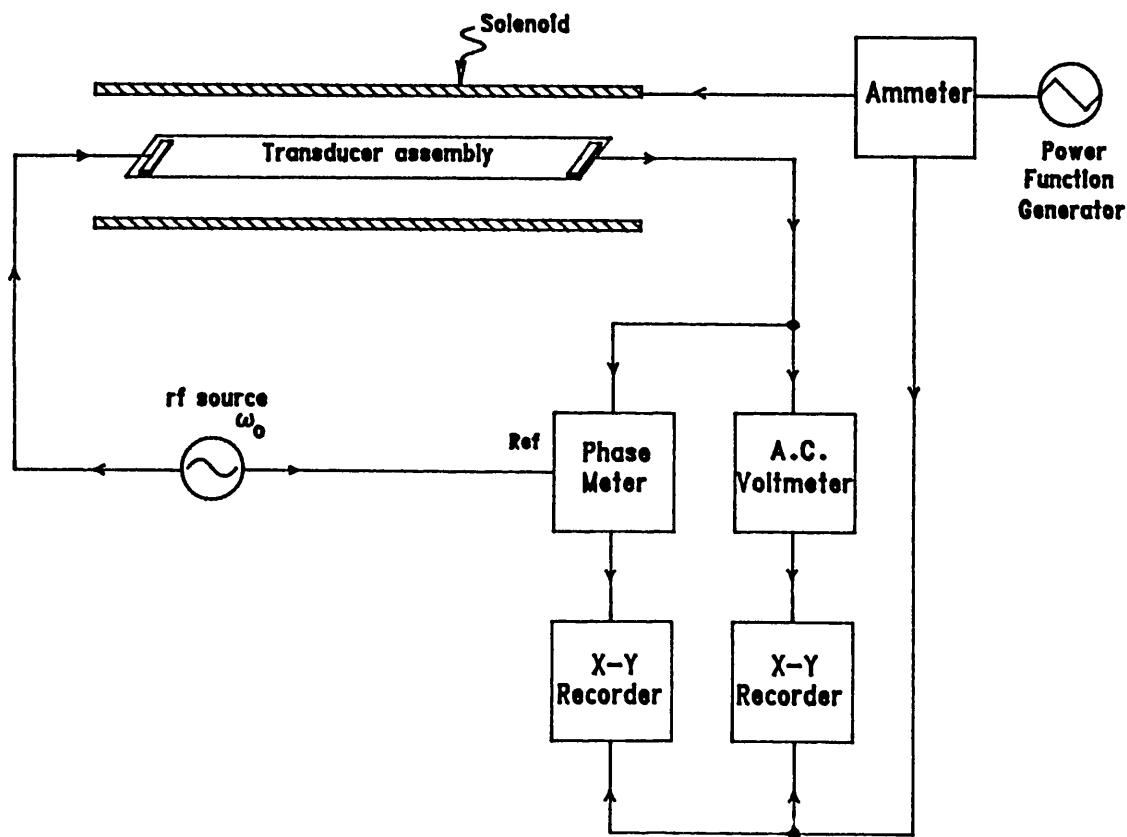 Solenoid
Ammeter
Transducer assembly
Power
Function
Generator
rf source
ω₀
Ref
Phase
Meter
A.C.
Voltmeter
X-Y
Recorder
X-Y
Recorder